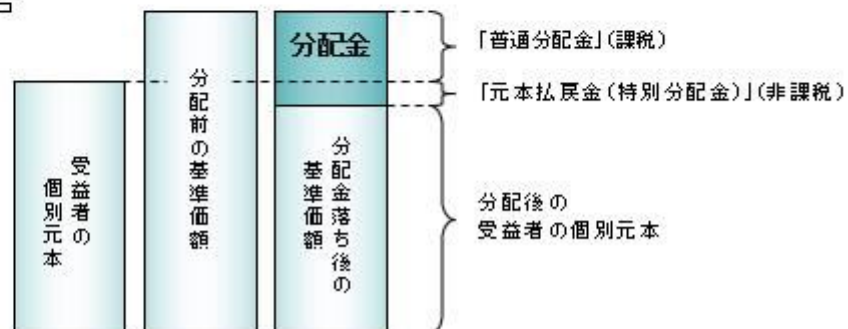 受益者の
個別元本
分配前の基準価額
分配金
分配金落ち後の
基準価額
「普通分配金」(課税)
「元本払戻金(特別分配金)」(非課税)
分配後の
受益者の個別元本